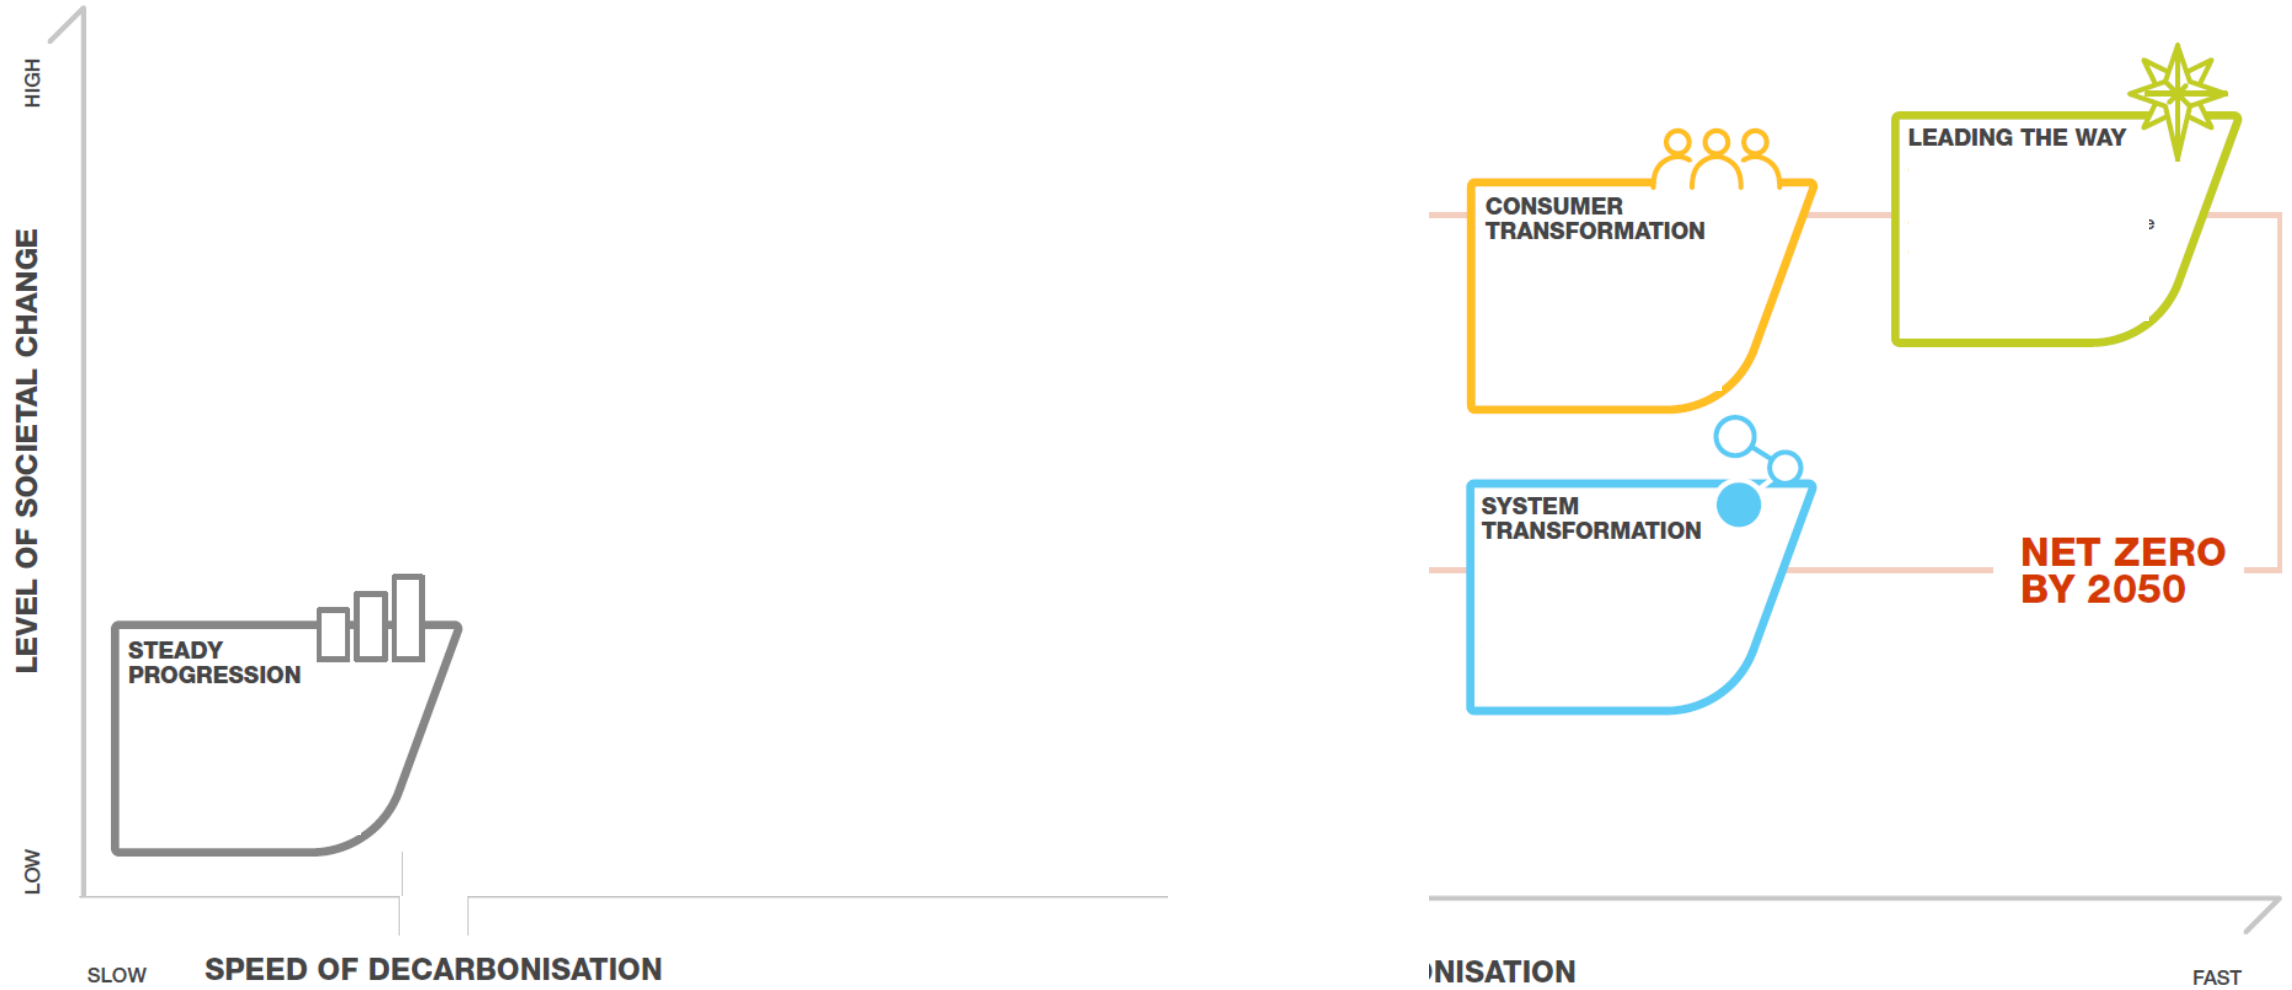 HIGH
LEVEL OF SOCIETAL CHANGE
LOW
LEADING THE WAY
e
CONSUMER
TRANSFORMATION
SYSTEM
TRANSFORMATION
NET ZERO
BY 2050
STEADY
PROGRESSION
SLOW
SPEED OF DECARBONISATION
ONISATION
FAST